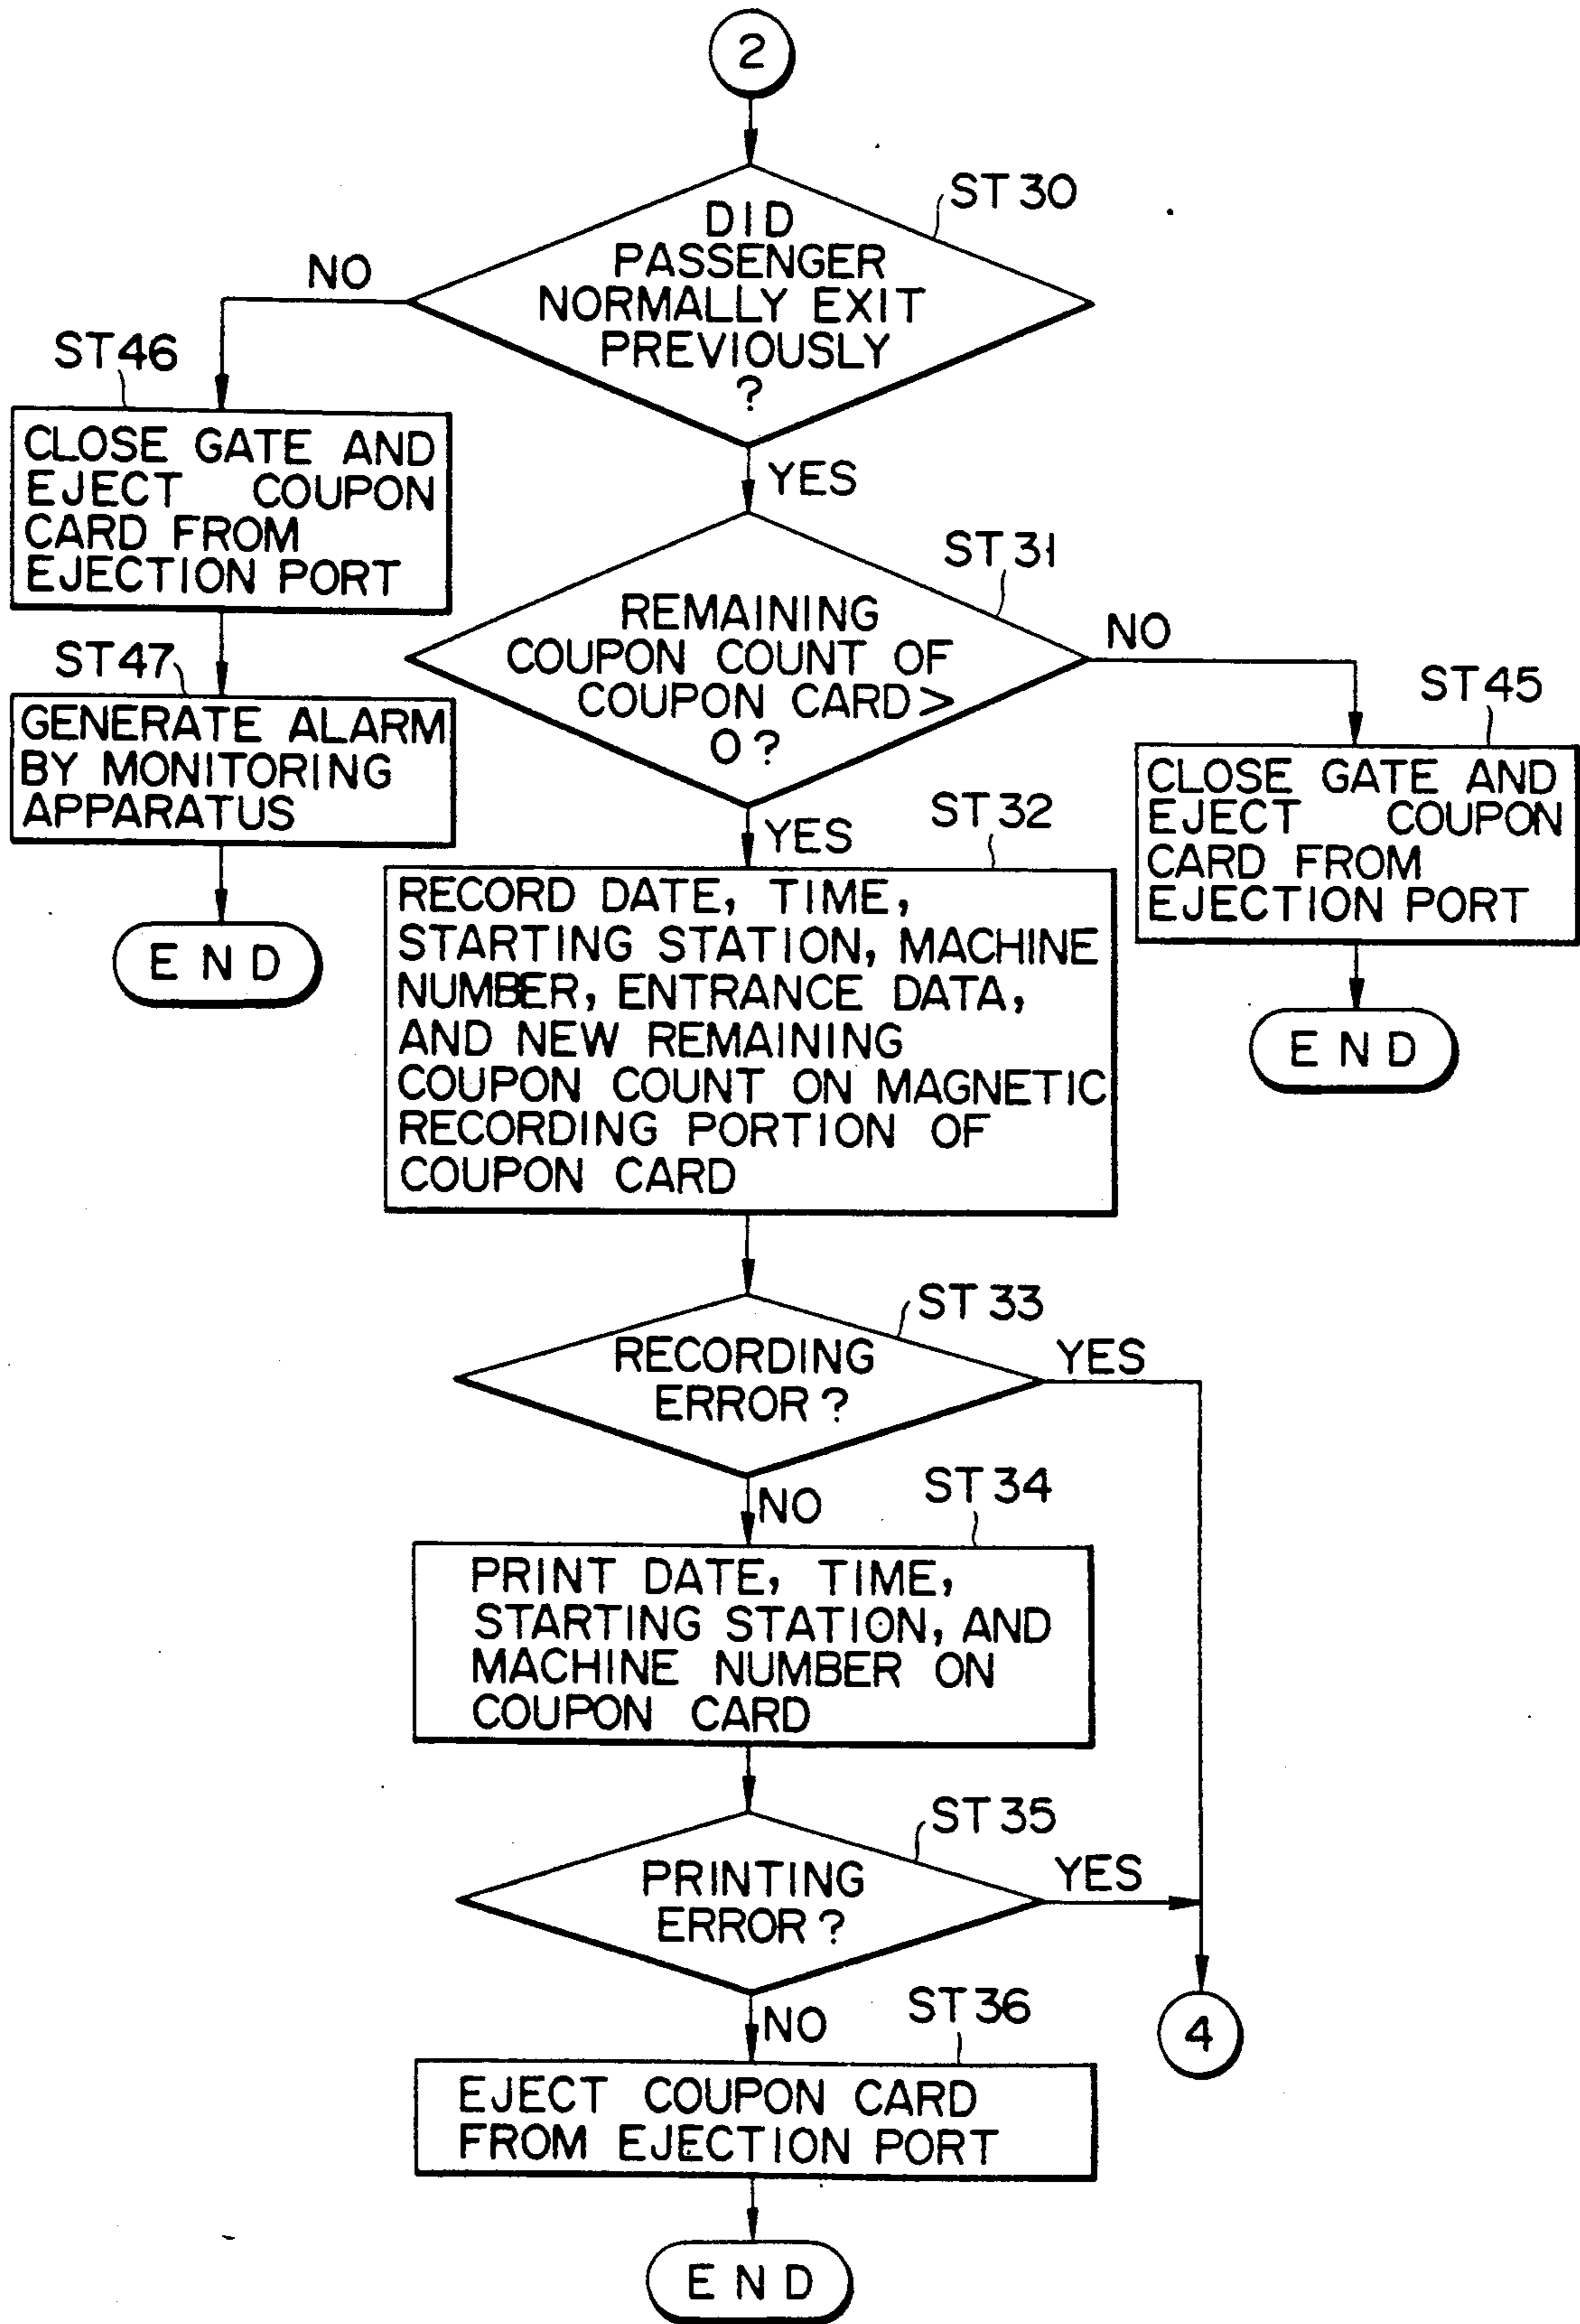 2
ST30
DID
PASSENGER
NORMALLY EXIT
PREVIOUSLY
?
NO
YES
ST46
CLOSE GATE AND
EJECT COUPON
CARD FROM
EJECTION PORT
ST47
GENERATE ALARM
BY MONITORING
APPARATUS
END
ST31
REMAINING
COUPON COUNT OF
COUPON CARD >
0?
NO
YES
ST45
CLOSE GATE AND
EJECT COUPON
CARD FROM
EJECTION PORT
END
ST32
RECORD DATE, TIME,
STARTING STATION, MACHINE
NUMBER, ENTRANCE DATA,
AND NEW REMAINING
COUPON COUNT ON MAGNETIC
RECORDING PORTION OF
COUPON CARD
ST33
RECORDING
ERROR?
YES
NO
ST34
PRINT DATE, TIME,
STARTING STATION, AND
MACHINE NUMBER ON
COUPON CARD
ST35
PRINTING
ERROR?
YES
NO
4
ST36
EJECT COUPON CARD
FROM EJECTION PORT
END